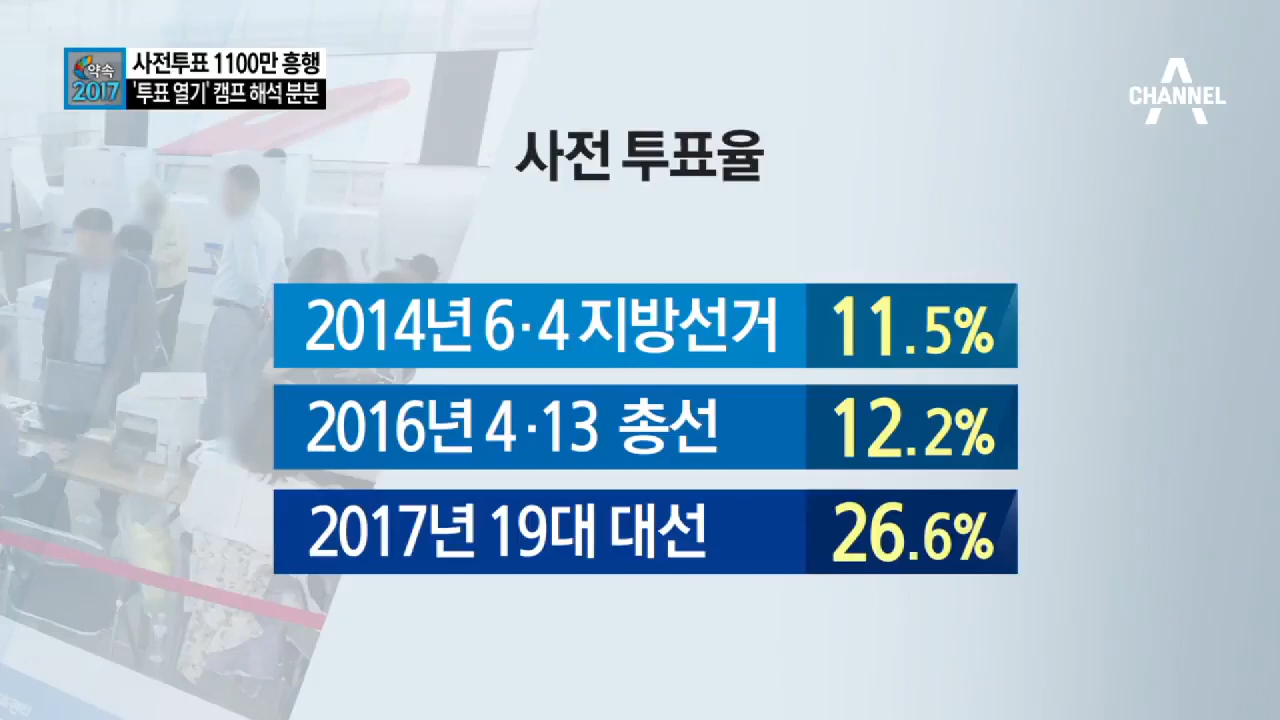 약속
2017
사전투표 1100만 흥행
'투표 열기' 캠프 해석 분분
CHANNEL
사전 투표율
2014년 6·4 지방선거 11.5%
2016년 4·13 총선 12.2%
2017년 19대 대선 26.6%